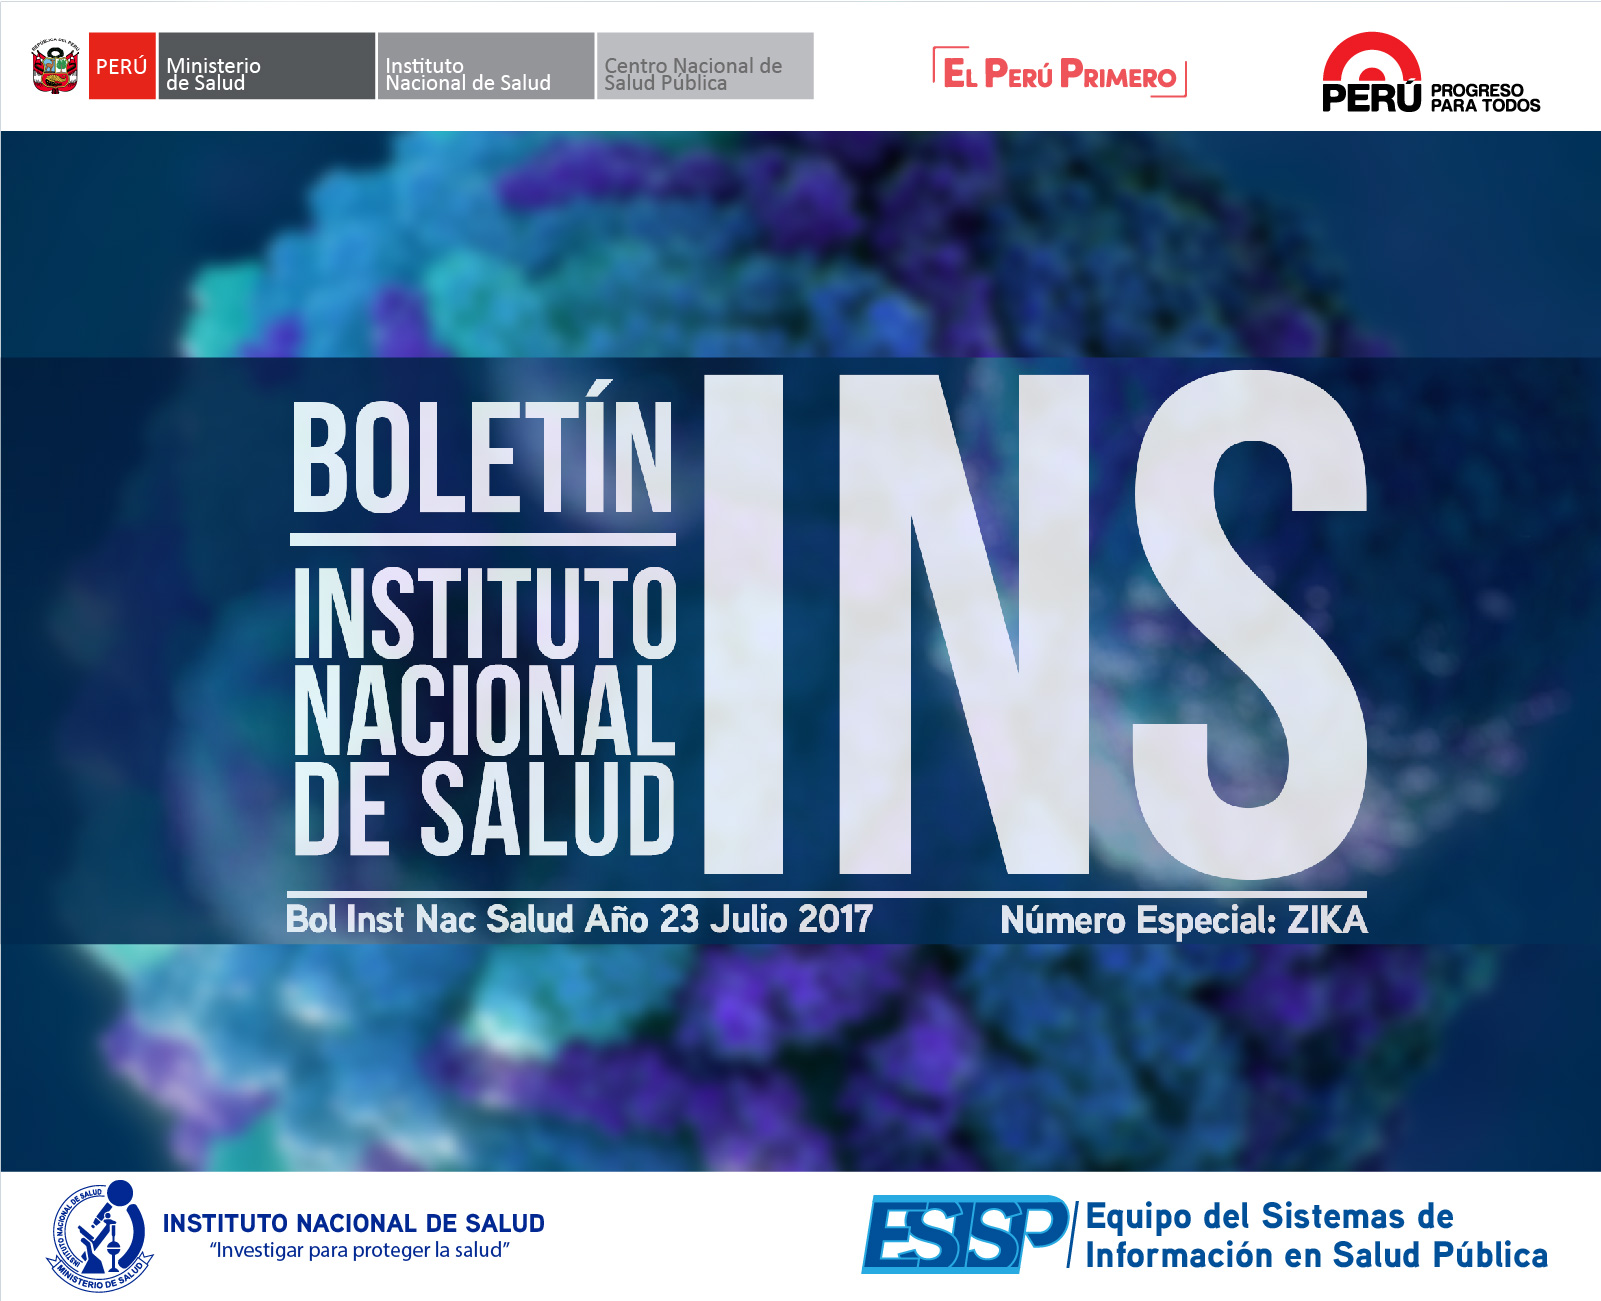 REPÚBLICA DEL PERÚ
PERÚ
Ministerio
de Salud
Instituto
Nacional de Salud
Centro Nacional de
Salud Pública
EL PERÚ PRIMERO
PERÚ
PROGRESO
PARA TODOS
BOLETÍN
INSTITUTO
NACIONAL
DE SALUD
INS
Bol Inst Nac Salud Año 23 Julio 2017
Número Especial: ZIKA
INSTITUTO NACIONAL DE SALUD
MINISTERIO DE SALUD
INSTITUTO NACIONAL DE SALUD
“Investigar para proteger la salud”
ESISP
Equipo del Sistemas de
Información en Salud Pública